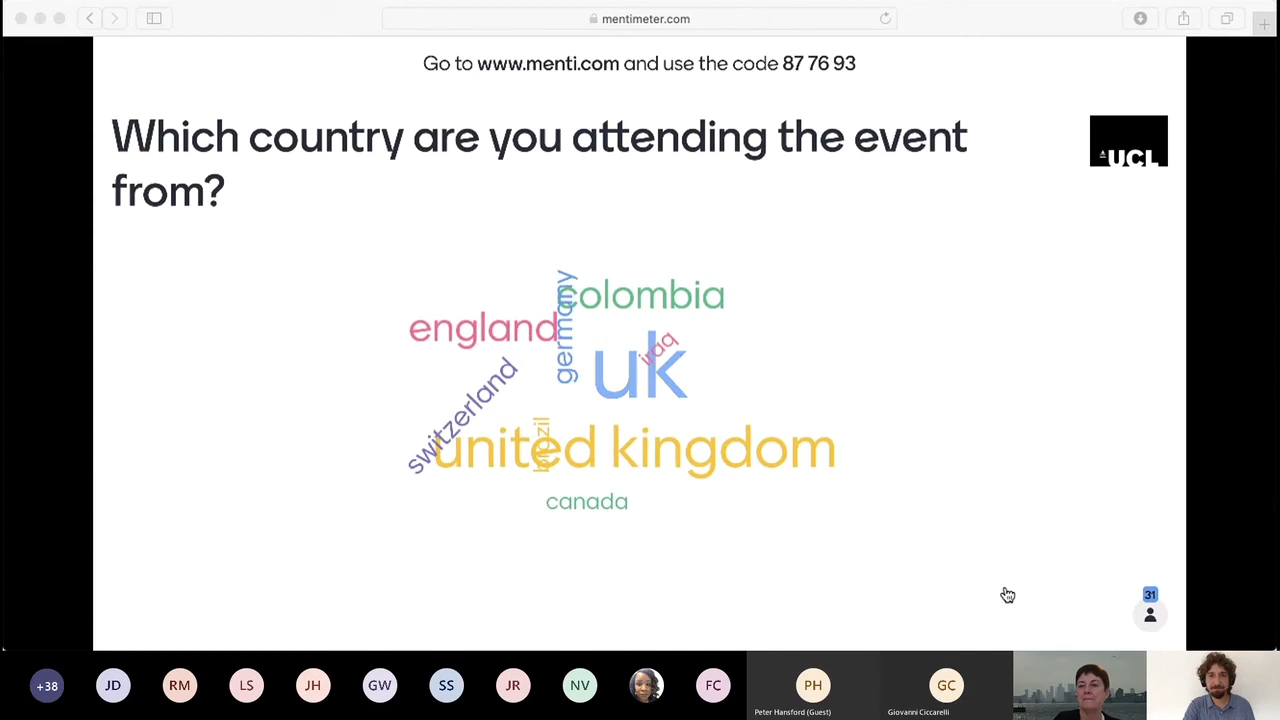 mentimeter.com
Go to www.menti.com and use the code 87 76 93
Which country are you attending the event
from?
UCL
colombia
germany
england
iraq
uk
switzerland
brazil
united kingdom
canada
31
+38
JD
RM
LS
JH
GW
SS
JR
NV
FC
PH
GC
Peter Hansford (Guest)
Giovanni Ciccarelli